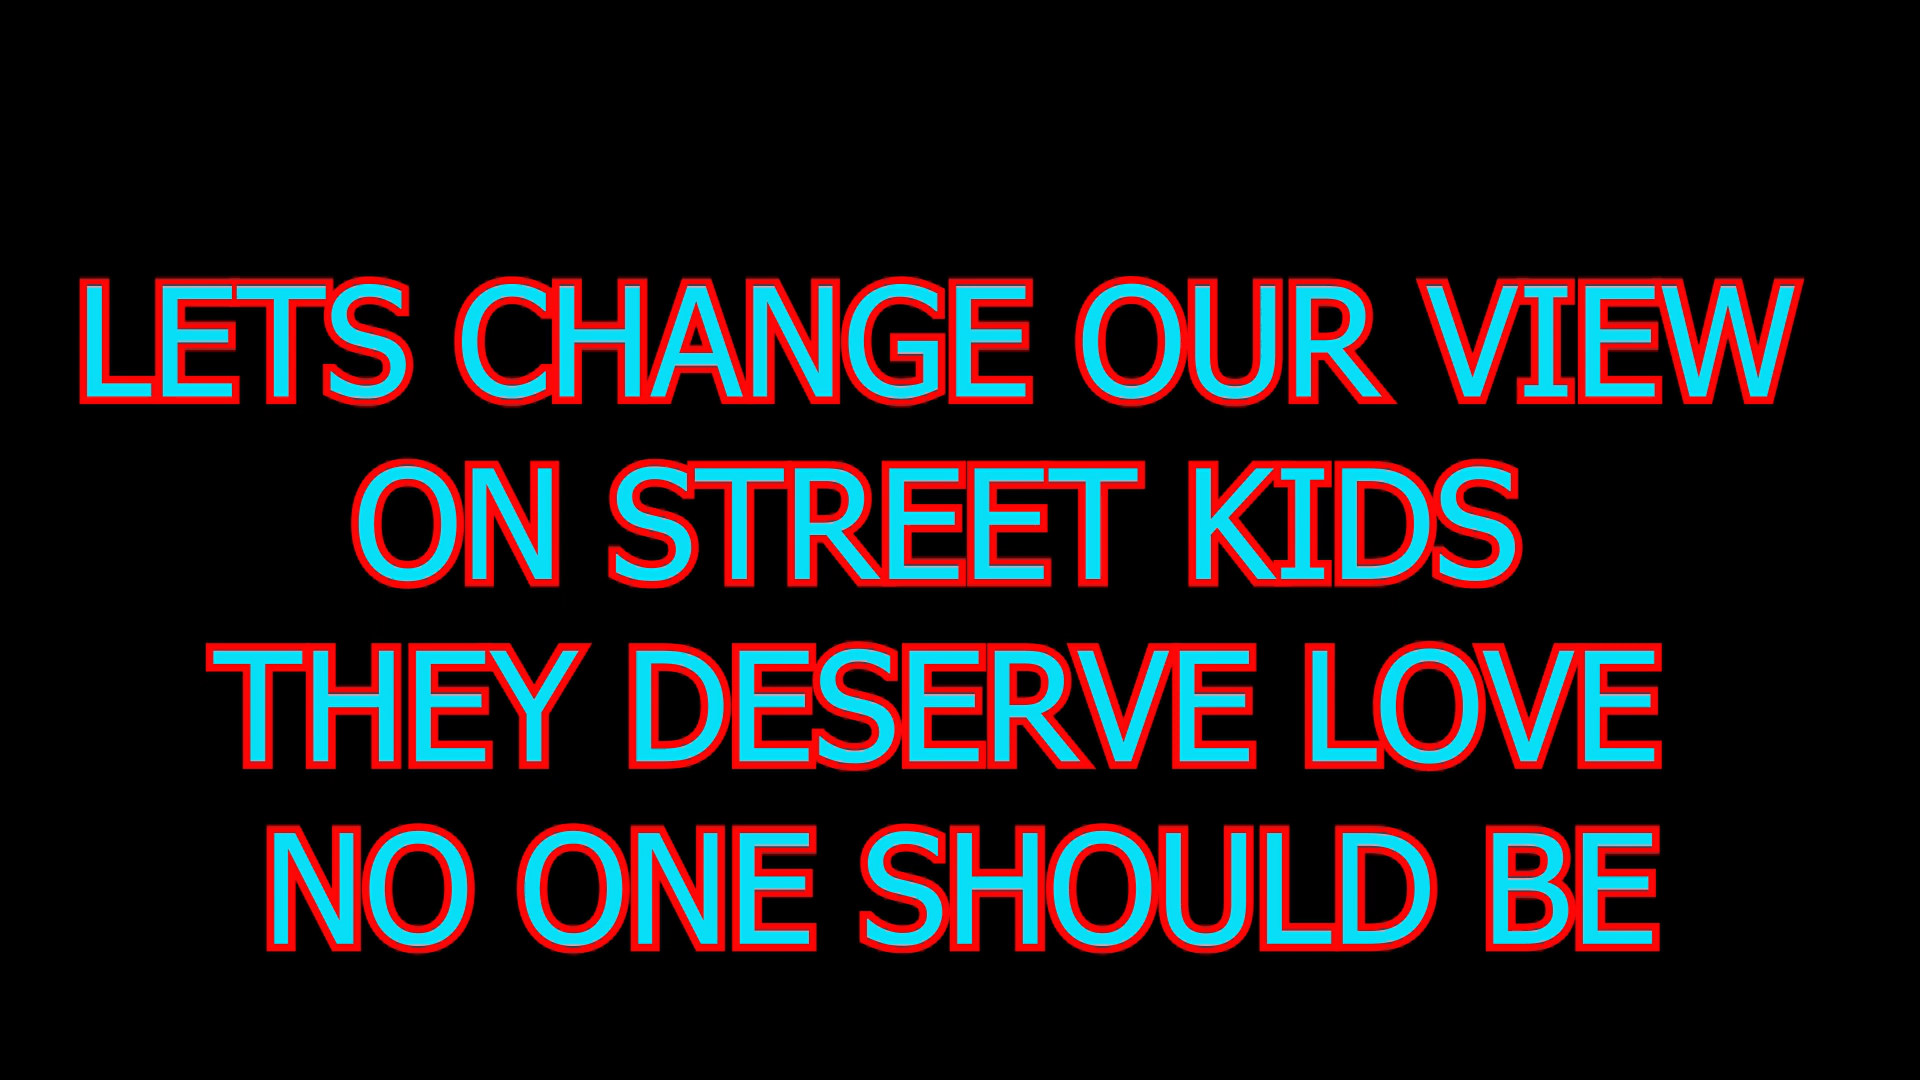 LETS CHANGE OUR VIEW
ON STREET KIDS
THEY DESERVE LOVE
NO ONE SHOULD BE